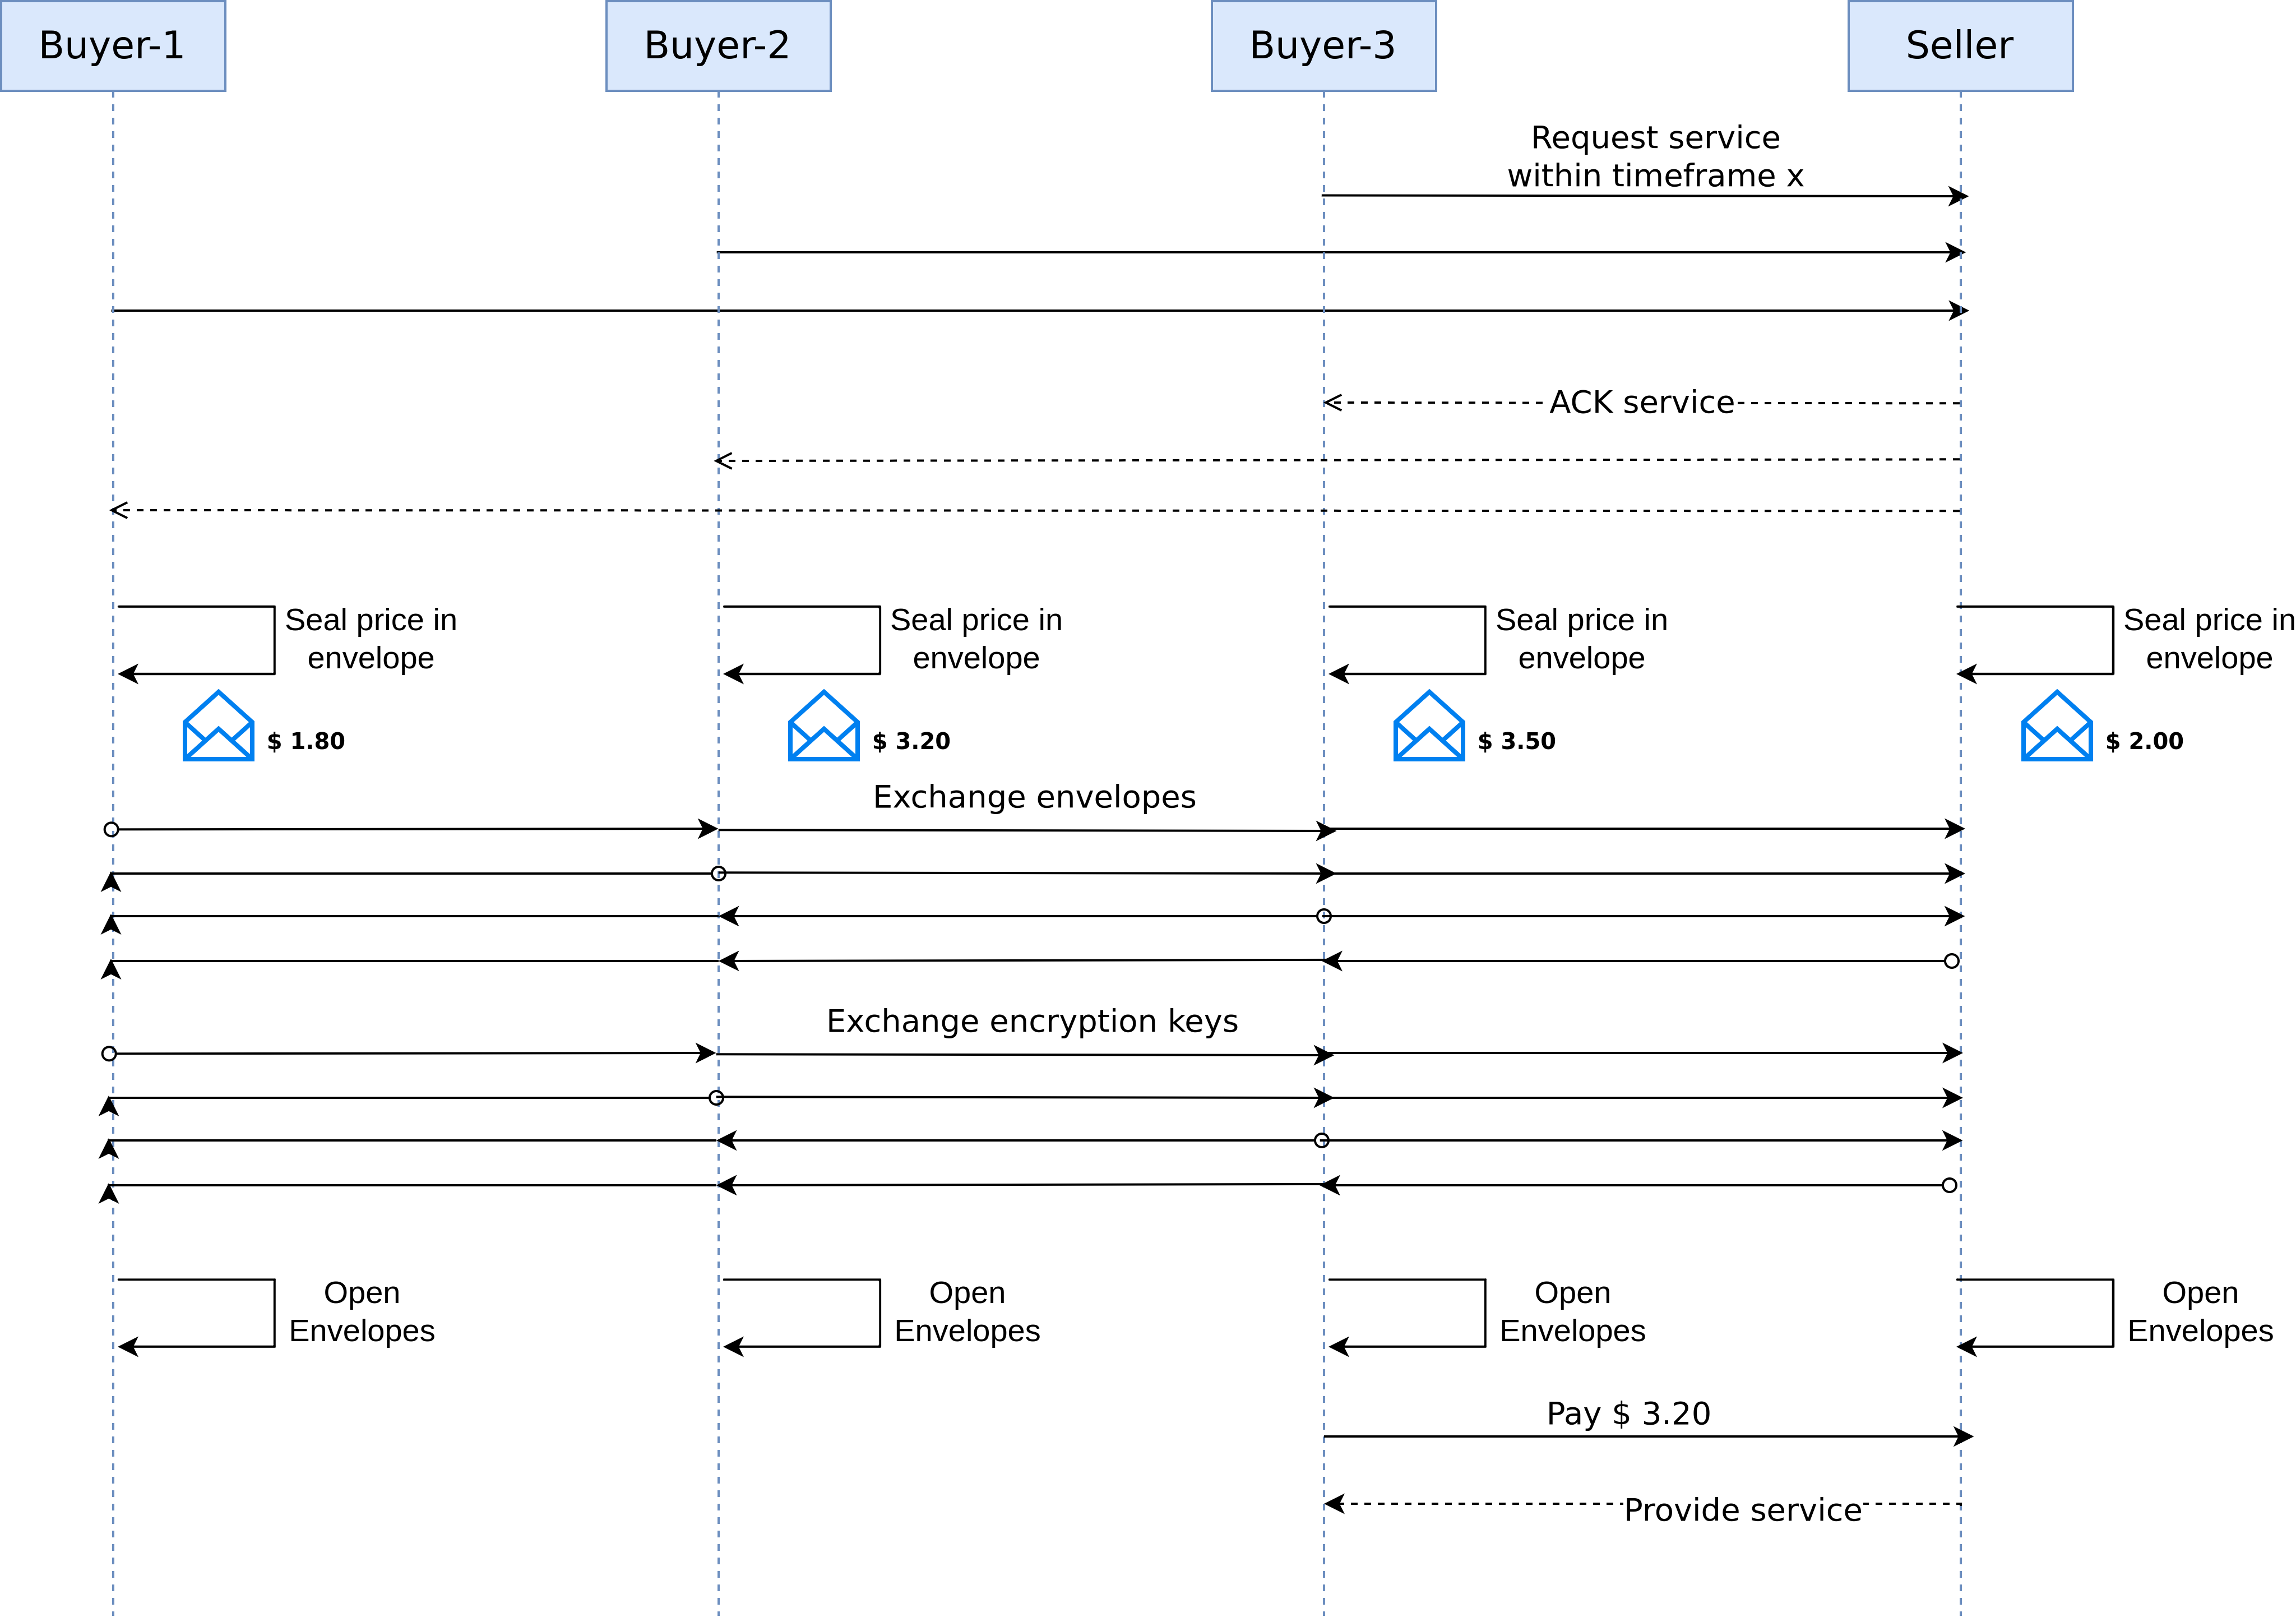 Buyer-1
Buyer-2
Buyer-3
Seller
Request service
within timeframe x
ACK service
Seal price in
envelope
Seal price in
envelope
Seal price in
envelope
Seal price in
envelope
$ 1.80
$ 3.20
$ 3.50
$ 2.00
Exchange envelopes
Exchange encryption keys
Open
Envelopes
Open
Envelopes
Open
Envelopes
Open
Envelopes
Pay $ 3.20
Provide service